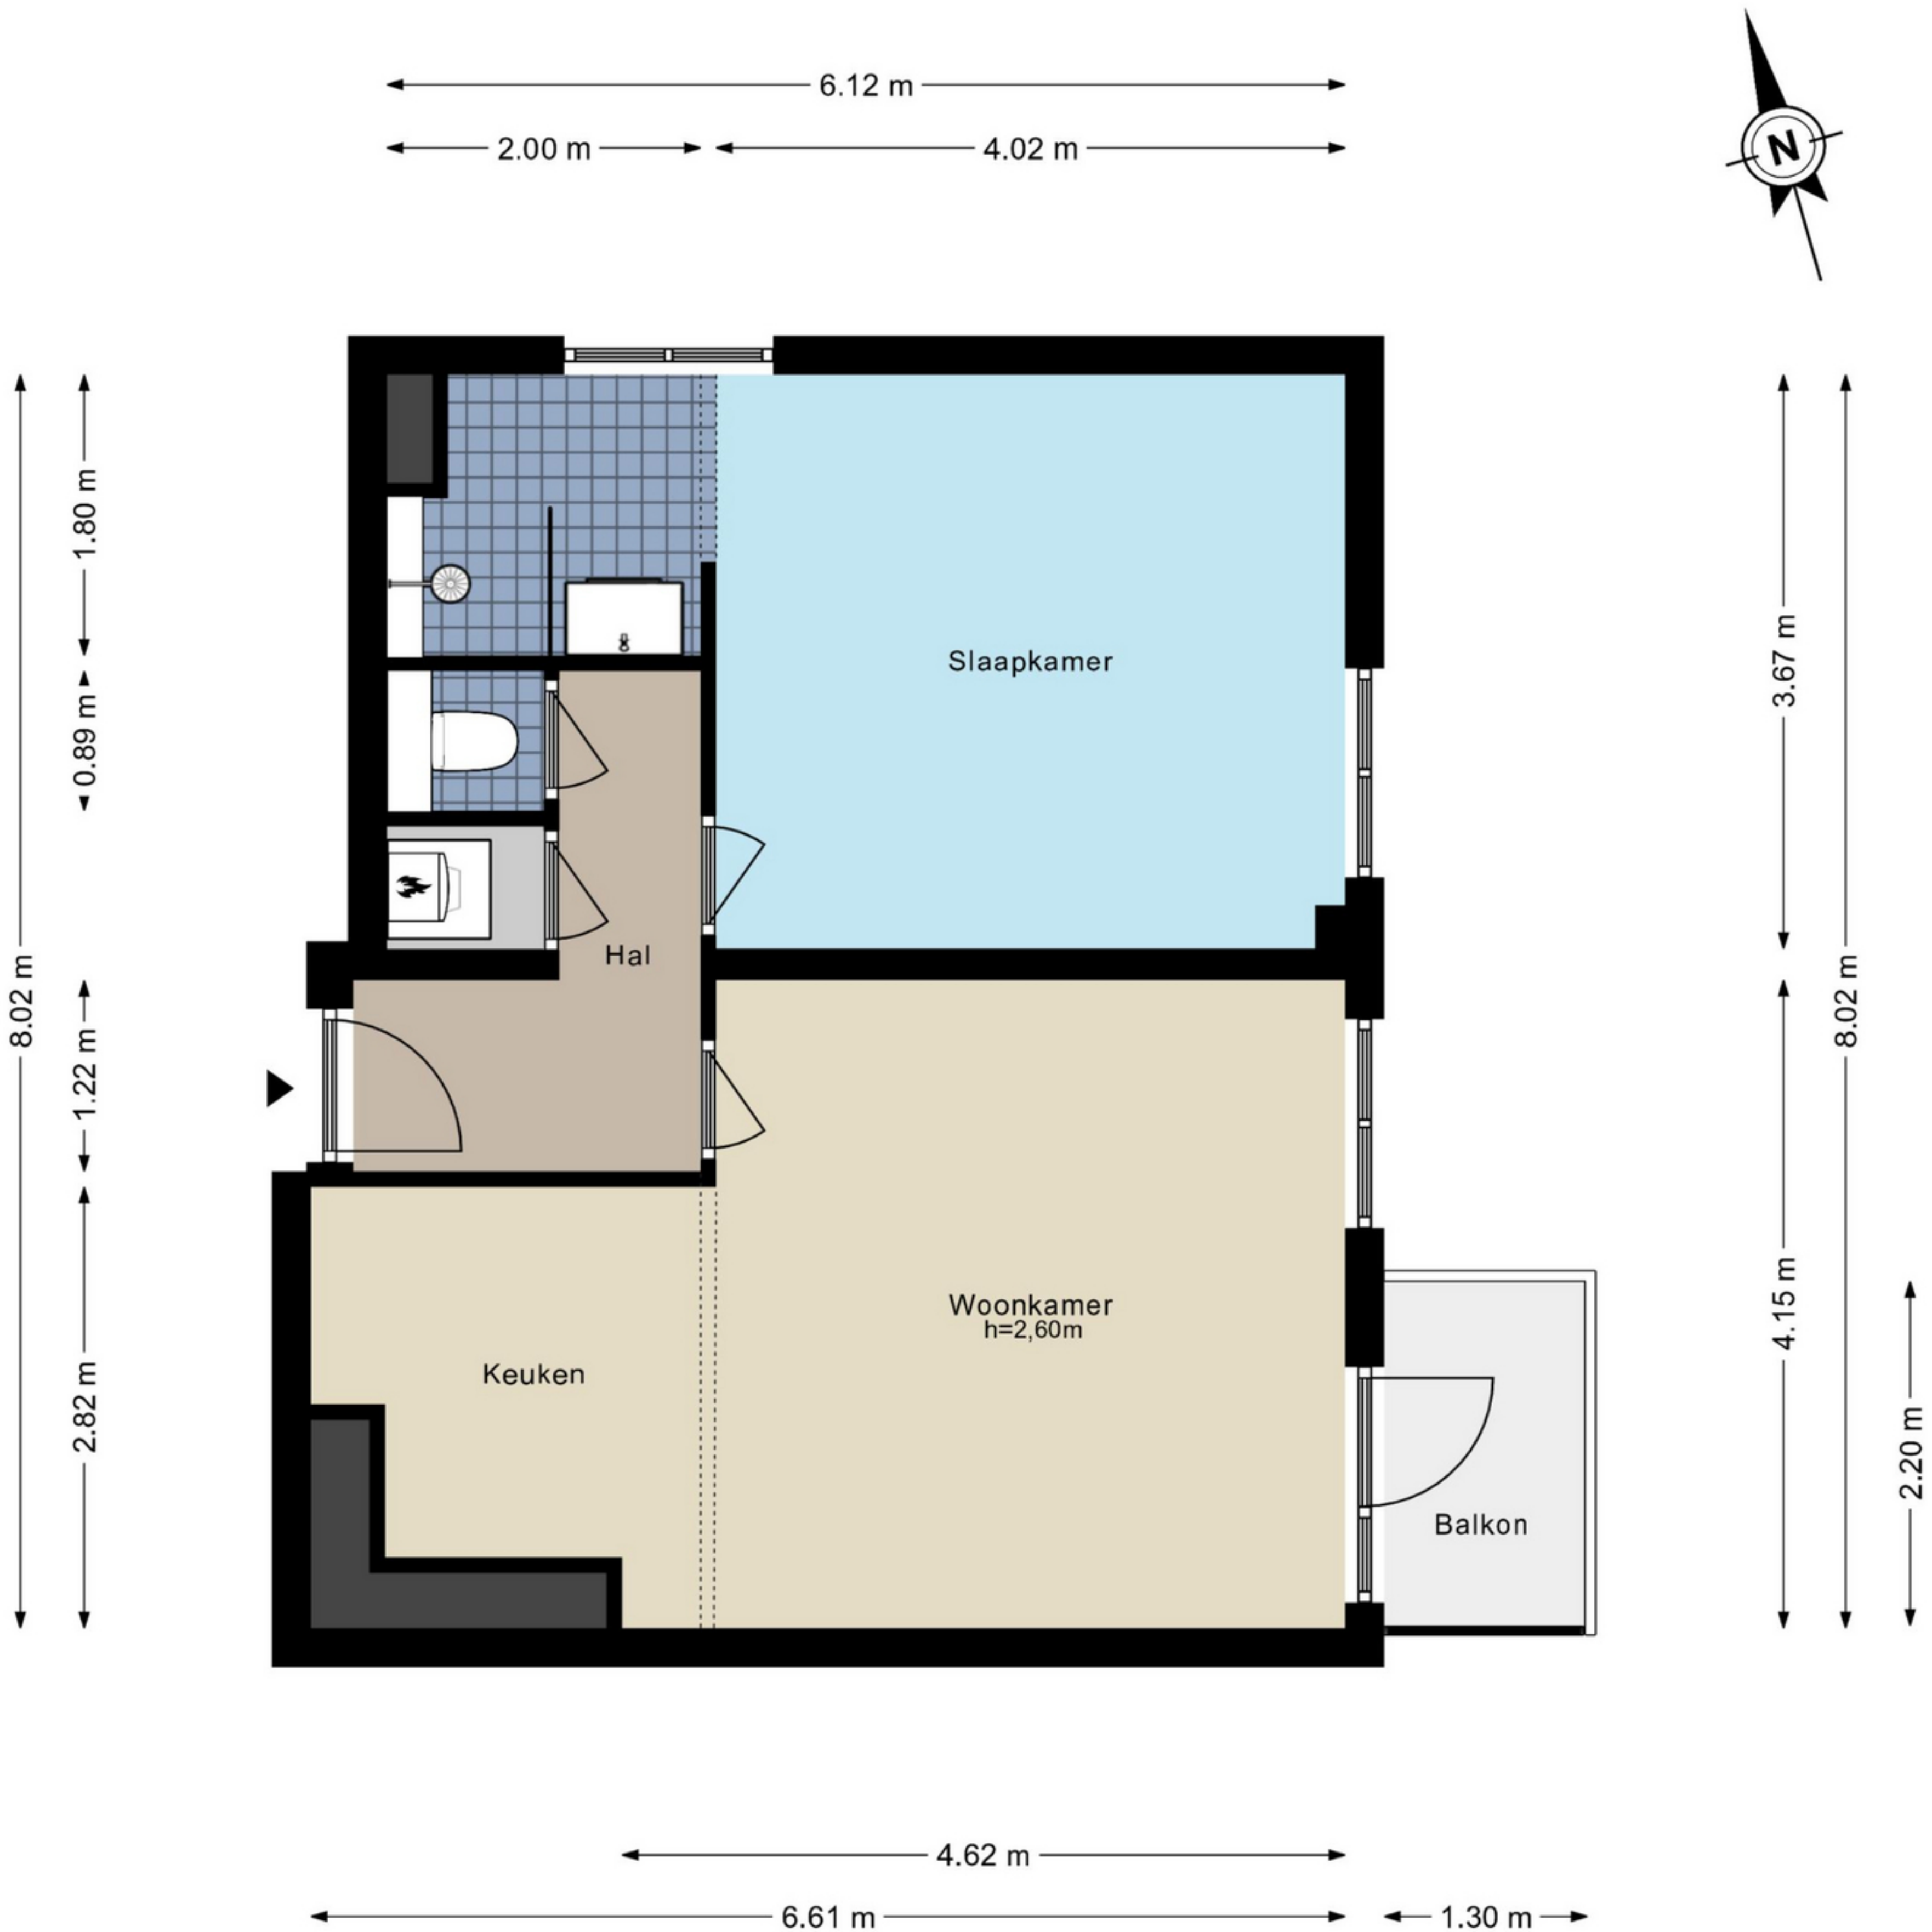 6.12 m
2.00 m
4.02 m
N
8.02 m
1.80 m
0.89 m
1.22 m
2.82 m
Slaapkamer
Hal
Woonkamer
h=2,60m
Keuken
Balkon
3.67 m
4.15 m
8.02 m
2.20 m
4.62 m
6.61 m
1.30 m